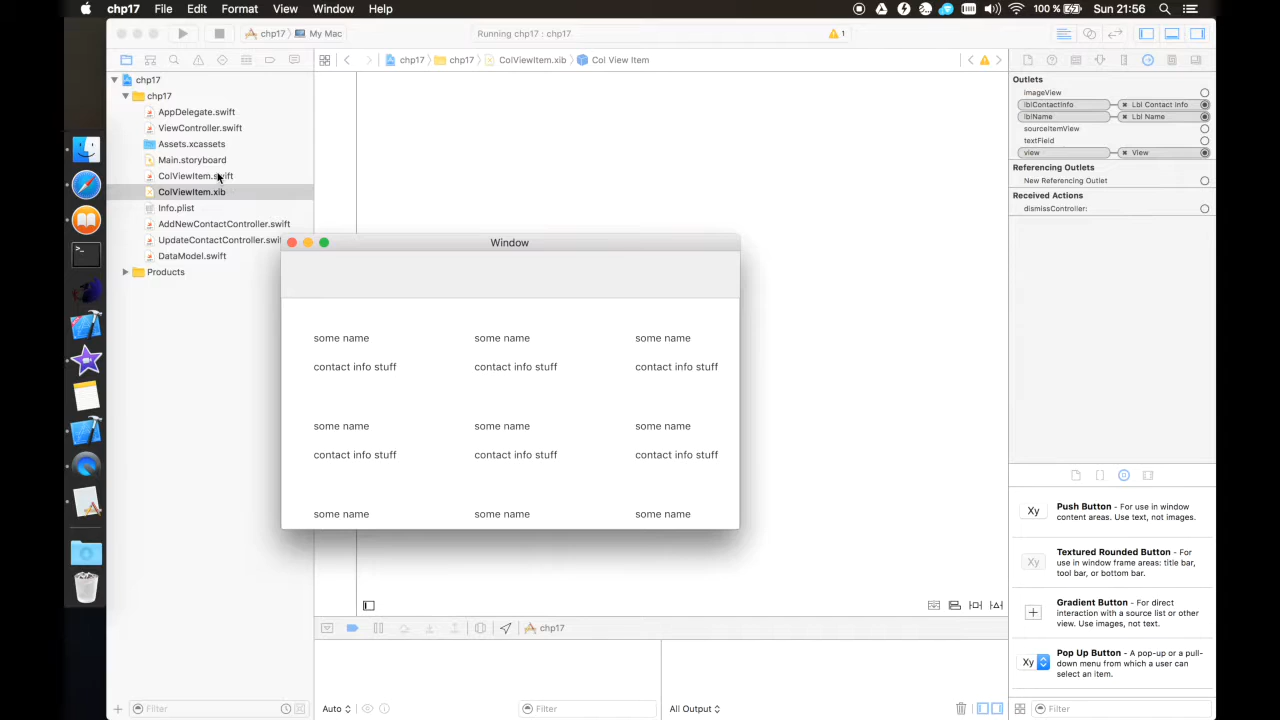 chp17 File Edit Format View Window Help 100 % Sun 21:56
chp17 My Mac Running chp17 : chp17 1
chp17 chp17 ColViewItem.xib Col View Item
chp17
chp17
AppDelegate.swift
ViewController.swift
Assets.xcassets
Main.storyboard
ColViewItem.swift
ColViewItem.xib
Info.plist
AddNewContactController.swift
UpdateContactController.swi
DataModel.swift
Products
Window
some name some name some name
contact info stuff contact info stuff contact info stuff
some name some name some name
contact info stuff contact info stuff contact info stuff
some name some name some name
chp17
Filter
Auto
Filter
All Output
Outlets
imageView
lblContactInfo Lbl Contact Info
lblName Lbl Name
sourceItemView
textField
view View
Referencing Outlets
New Referencing Outlet
Received Actions
dismissController:
Xy
Push Button - For use in window
content areas. Use text, not images.
Xy
Textured Rounded Button - For
use in window frame areas: title bar,
tool bar, or bottom bar.
Gradient Button - For direct
interaction with a source list or other
view. Use images, not text.
Xy
Pop Up Button - A pop-up or a pull-
down menu from which a user can
select an item.
Filter